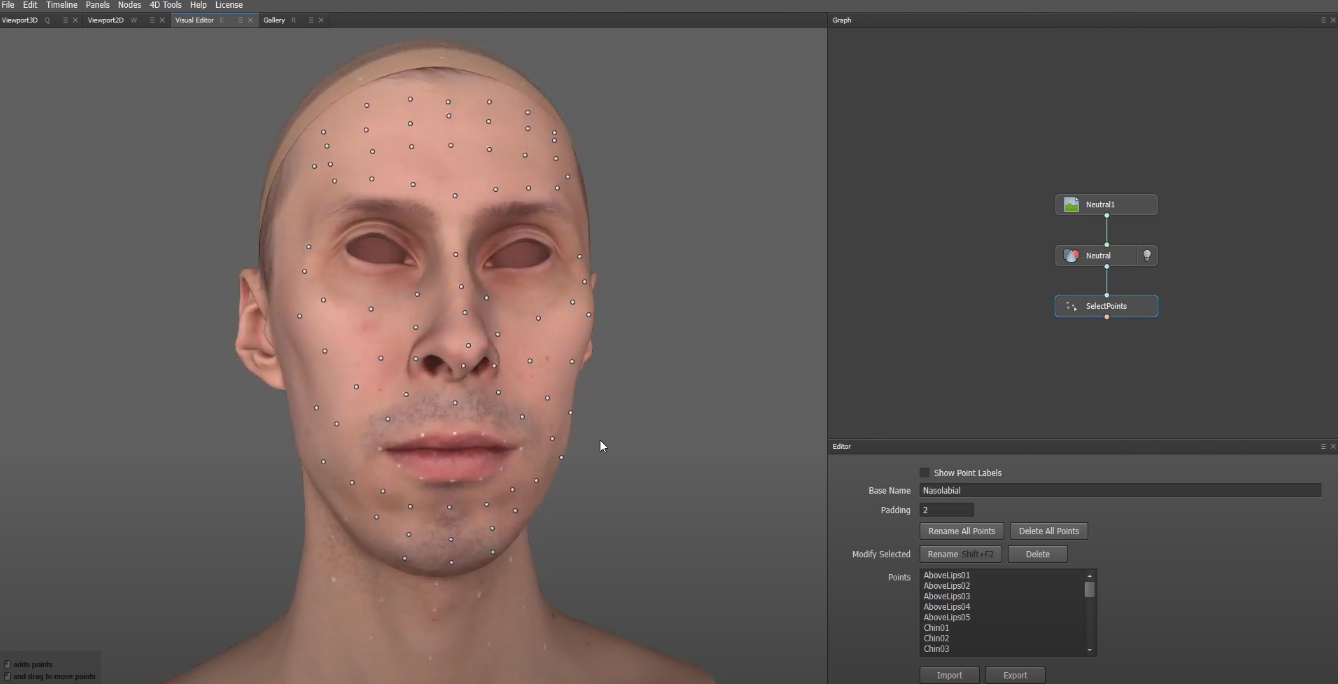 File Edit Timeline Panels Nodes 4D Tools Help License
Viewport3D Q Viewport2D W Visual Editor E Gallery R Graph
Neutral1
Neutral
SelectPoints
Editor
Show Point Labels
Base Name Nasolabial
Padding 2
Rename All Points Delete All Points
Modify Selected Rename Shift+F2 Delete
Points AboveLips01
AboveLips02
AboveLips03
AboveLips04
AboveLips05
Chin01
Chin02
Chin03
adds points
and drag to move points
Import Export